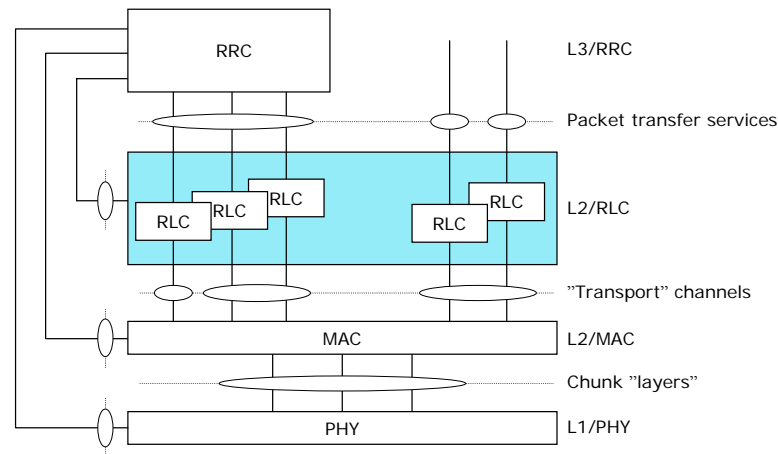 RRC
L3/RRC
Packet transfer services
RLC
RLC
RLC
RLC
RLC
L2/RLC
”Transport” channels
MAC
L2/MAC
Chunk ”layers”
PHY
L1/PHY